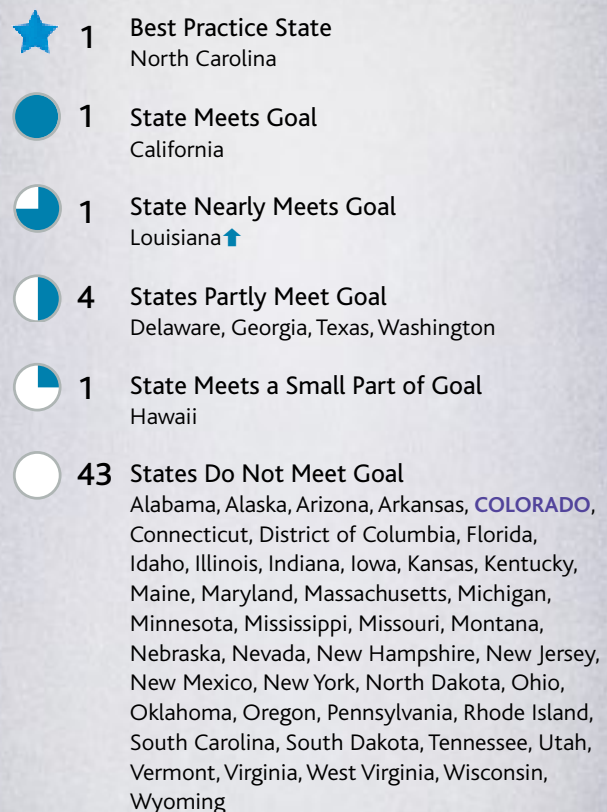 1 Best Practice State
North Carolina
1 State Meets Goal
California
1 State Nearly Meets Goal
Louisiana⬆
4 States Partly Meet Goal
Delaware, Georgia, Texas, Washington
1 State Meets a Small Part of Goal
Hawaii
43 States Do Not Meet Goal
Alabama, Alaska, Arizona, Arkansas, COLORADO,
Connecticut, District of Columbia, Florida,
Idaho, Illinois, Indiana, Iowa, Kansas, Kentucky,
Maine, Maryland, Massachusetts, Michigan,
Minnesota, Mississippi, Missouri, Montana,
Nebraska, Nevada, New Hampshire, New Jersey,
New Mexico, New York, North Dakota, Ohio,
Oklahoma, Oregon, Pennsylvania, Rhode Island,
South Carolina, South Dakota, Tennessee, Utah,
Vermont, Virginia, West Virginia, Wisconsin,
Wyoming